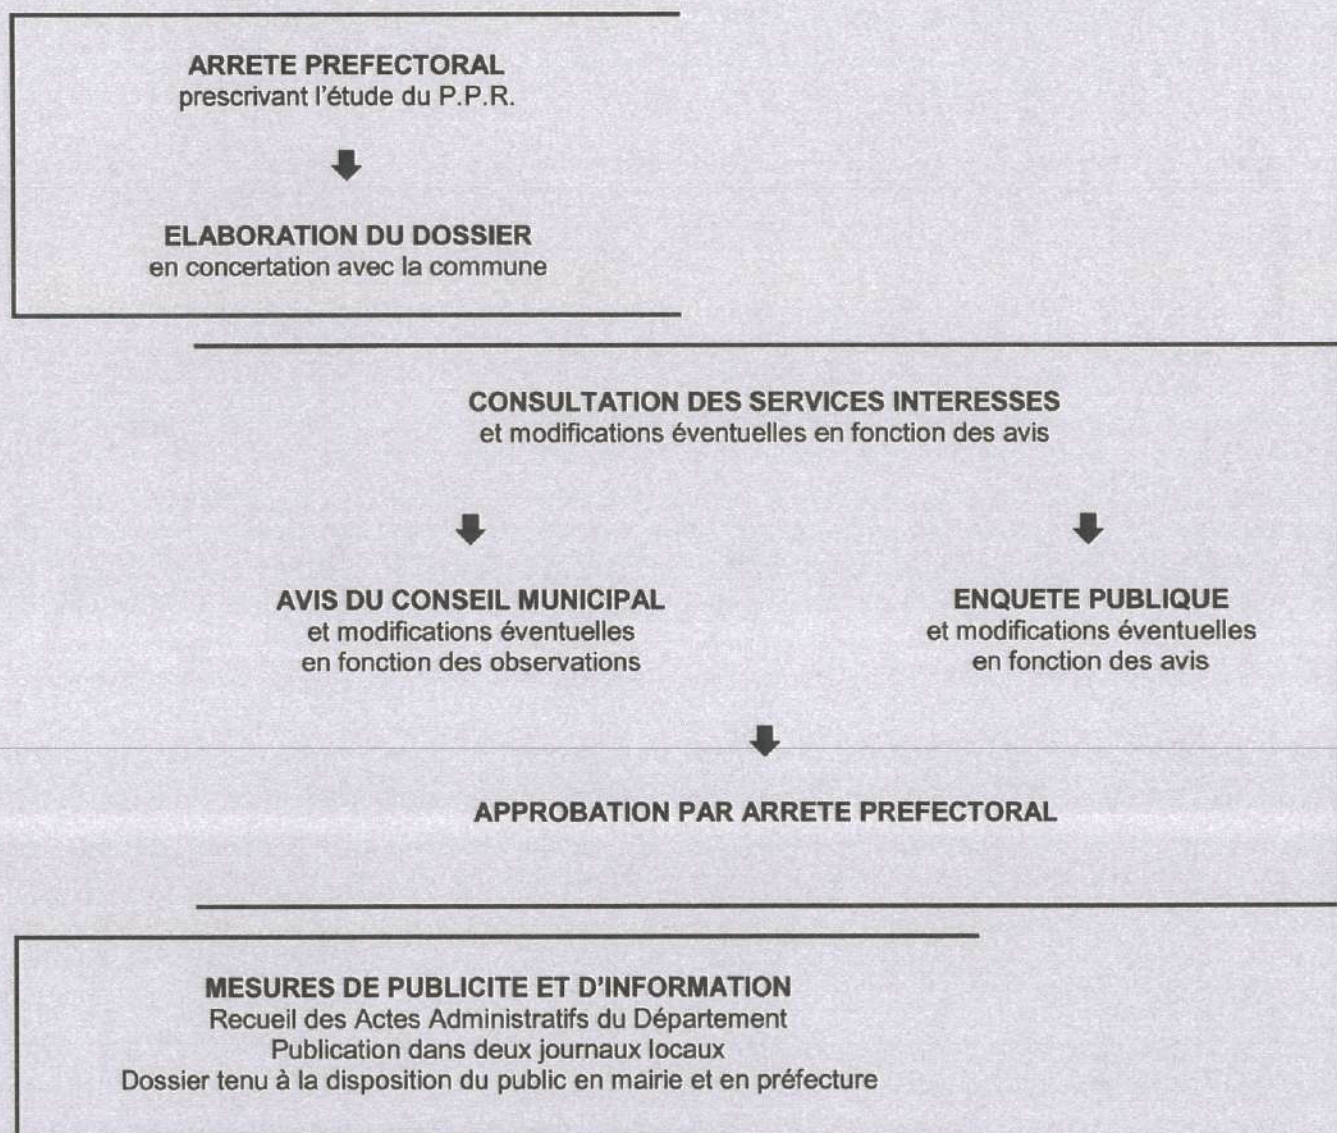 ARRETE PREFECTORAL
prescrivant l'étude du P.P.R.
ELABORATION DU DOSSIER
en concertation avec la commune
CONSULTATION DES SERVICES INTERESSES
et modifications éventuelles en fonction des avis
AVIS DU CONSEIL MUNICIPAL
et modifications éventuelles
en fonction des observations
ENQUETE PUBLIQUE
et modifications éventuelles
en fonction des avis
APPROBATION PAR ARRETE PREFECTORAL
MESURES DE PUBLICITE ET D'INFORMATION
Recueil des Actes Administratifs du Département
Publication dans deux journaux locaux
Dossier tenu à la disposition du public en mairie et en préfecture